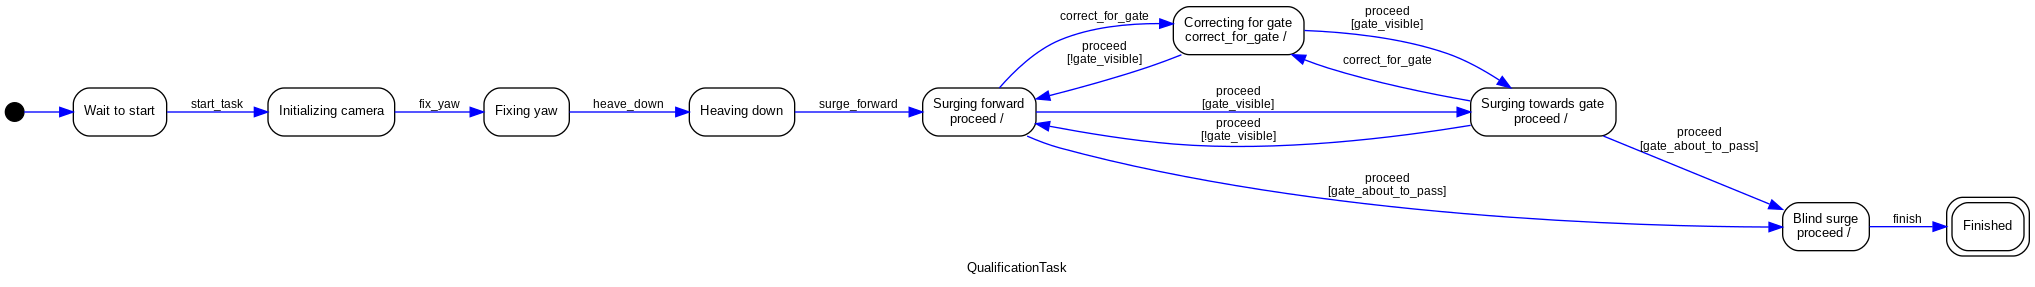 correct_for_gate
Correcting for gate
correct_for_gate /
proceed
[gate_visible]
proceed
[!gate_visible]
correct_for_gate
Wait to start
start_task
Initializing camera
fix_yaw
Fixing yaw
heave_down
Heaving down
surge_forward
Surging forward
proceed /
proceed
[gate_visible]
proceed
[!gate_visible]
Surging towards gate
proceed /
proceed
[gate_about_to_pass]
proceed
[gate_about_to_pass]
Blind surge
proceed /
finish
Finished
QualificationTask